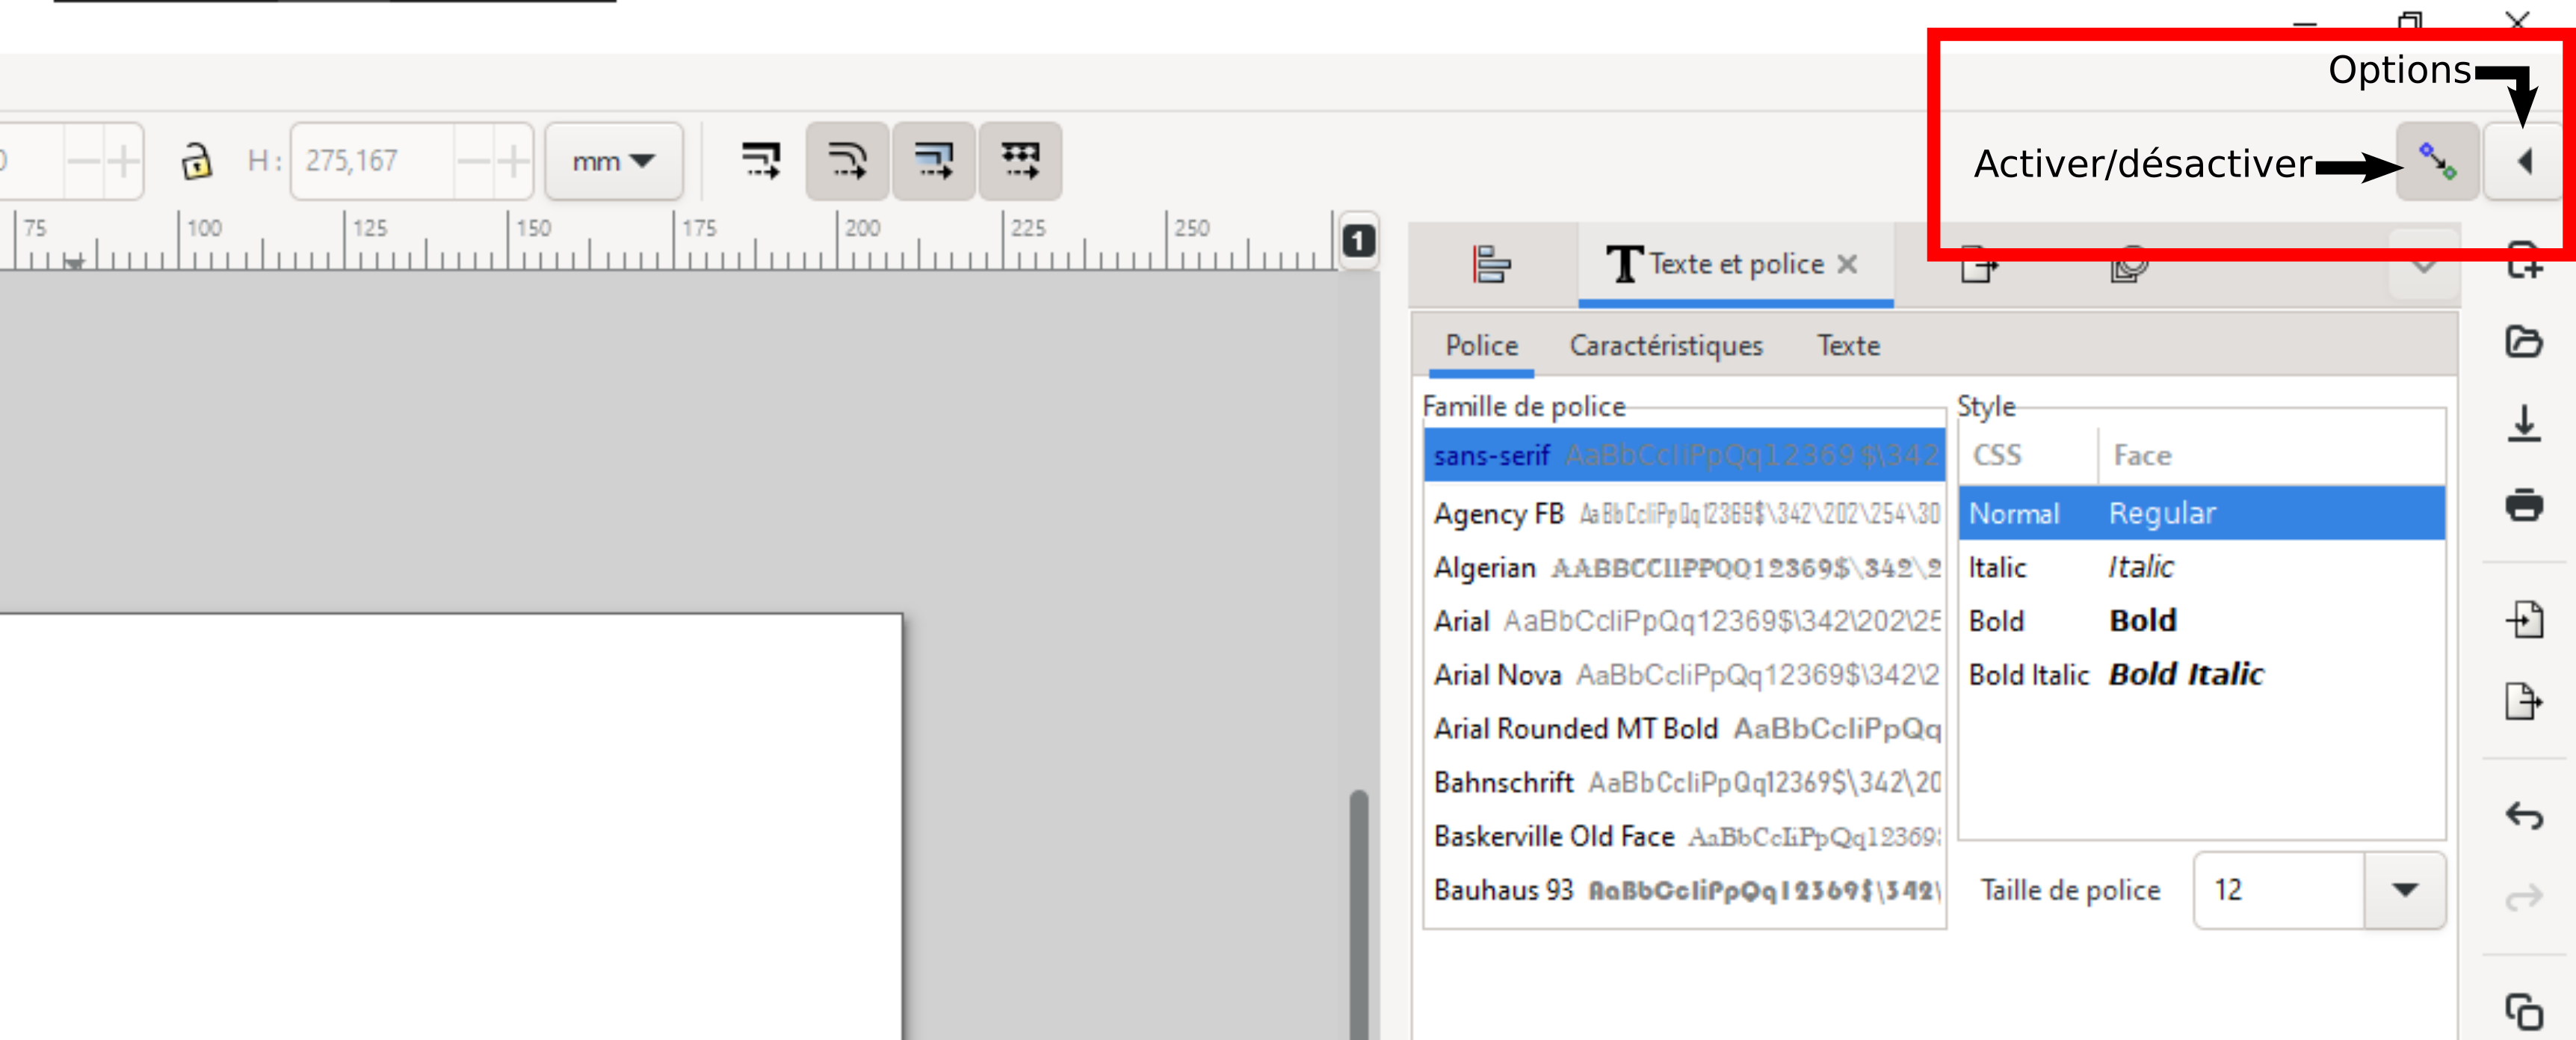 Options
Activer/désactiver
0
H :
275,167
mm
75
100
125
150
175
200
225
250
1
Texte et police
Police
Caractéristiques
Texte
Famille de police
Style
sans-serif AaBbCcIiPpQq12369$\342
CSS
Face
Agency FB AaBbCcIiPpQq12369$\342\202\254\30
Normal
Regular
Algerian AABBCCIIPPQQ12369$\342\2
Italic
Italic
Arial AaBbCcIiPpQq12369$\342\202\25
Bold
Bold
Arial Nova AaBbCcIiPpQq12369$\342\2
Bold Italic
Bold Italic
Arial Rounded MT Bold AaBbCcIiPpQq
Bahnschrift AaBbCcIiPpQq12369$\342\20
Baskerville Old Face AaBbCcIiPpQq12369
Bauhaus 93 AaBbCcIiPpQq12369$\342\
Taille de police
12